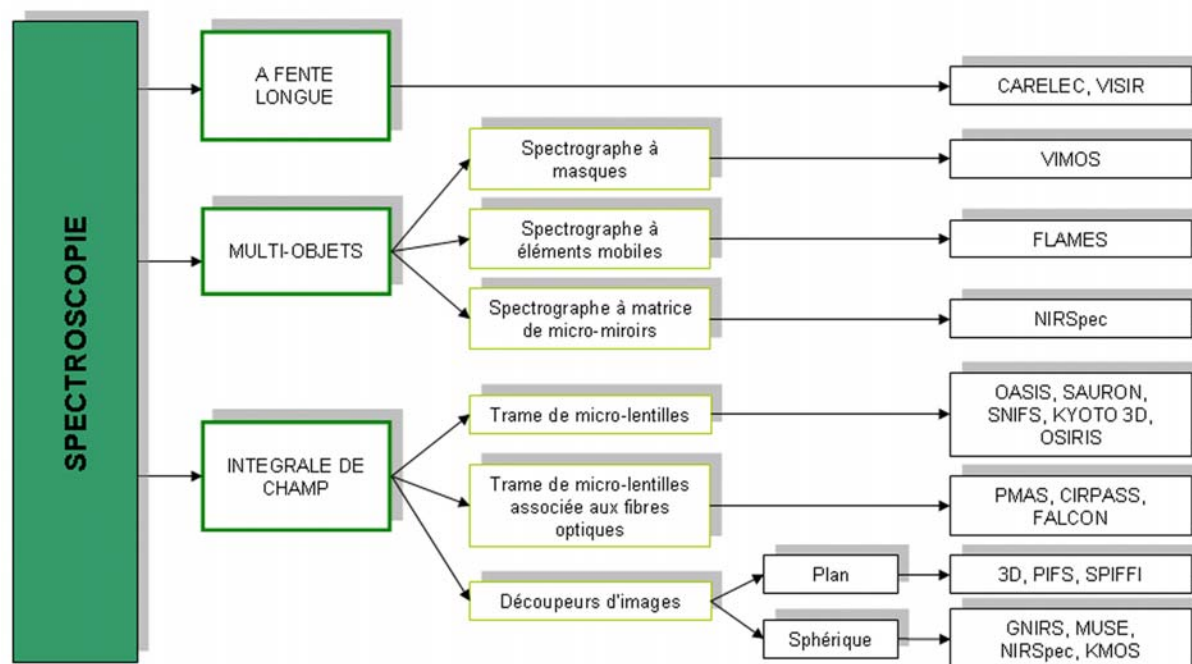 SPECTROSCOPIE
A FENTE
LONGUE
CARELEC, VISIR
MULTI-OBJETS
Spectrographe à
masques
VIMOS
Spectrographe à
éléments mobiles
FLAMES
Spectrographe à matrice
de micro-miroirs
NIRSpec
INTEGRALE DE
CHAMP
Trame de micro-lentilles
OASIS, SAURON,
SNIFS, KYOTO 3D,
OSIRIS
Trame de micro-lentilles
associée aux fibres
optiques
PMAS, CIRPASS,
FALCON
Découpeurs d'images
Plan
3D, PIFS, SPIFFI
Sphérique
GNIRS, MUSE,
NIRSpec, KMOS